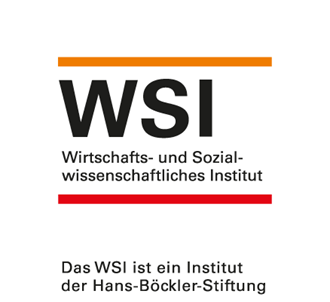 WSI
Wirtschafts- und Sozial-
wissenschaftliches Institut
Das WSI ist ein Institut
der Hans-Böckler-Stiftung